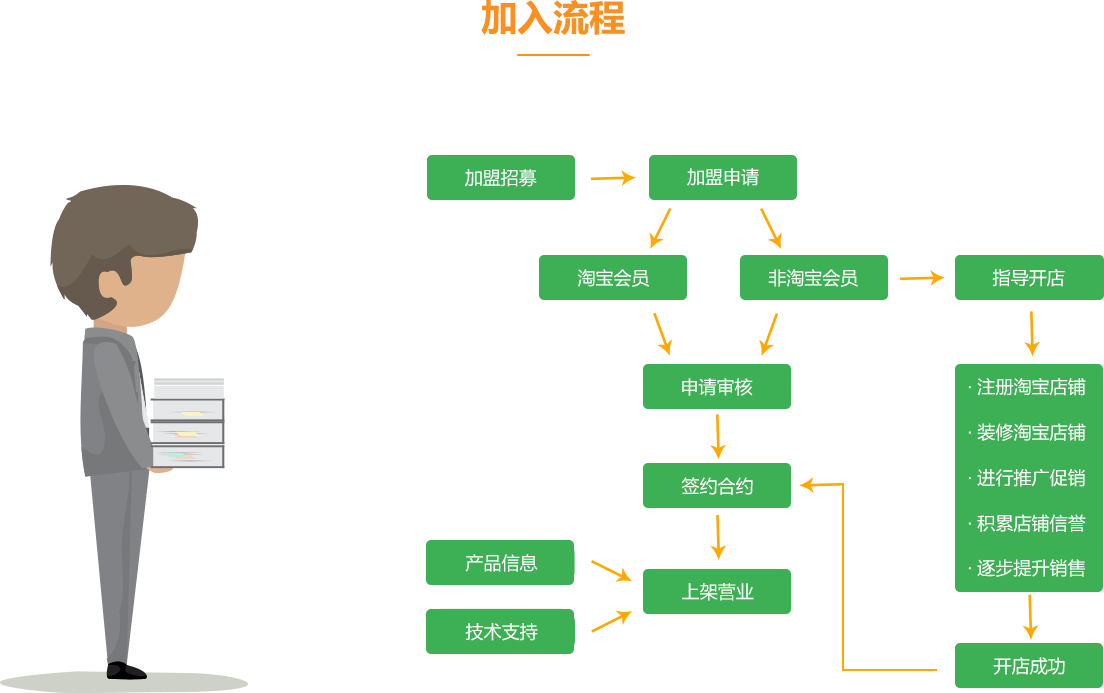 加入流程
加盟招募
加盟申请
淘宝会员
非淘宝会员
指导开店
申请审核
· 注册淘宝店铺
· 装修淘宝店铺
· 进行推广促销
· 积累店铺信誉
· 逐步提升销售
签约合约
产品信息
上架营业
技术支持
开店成功